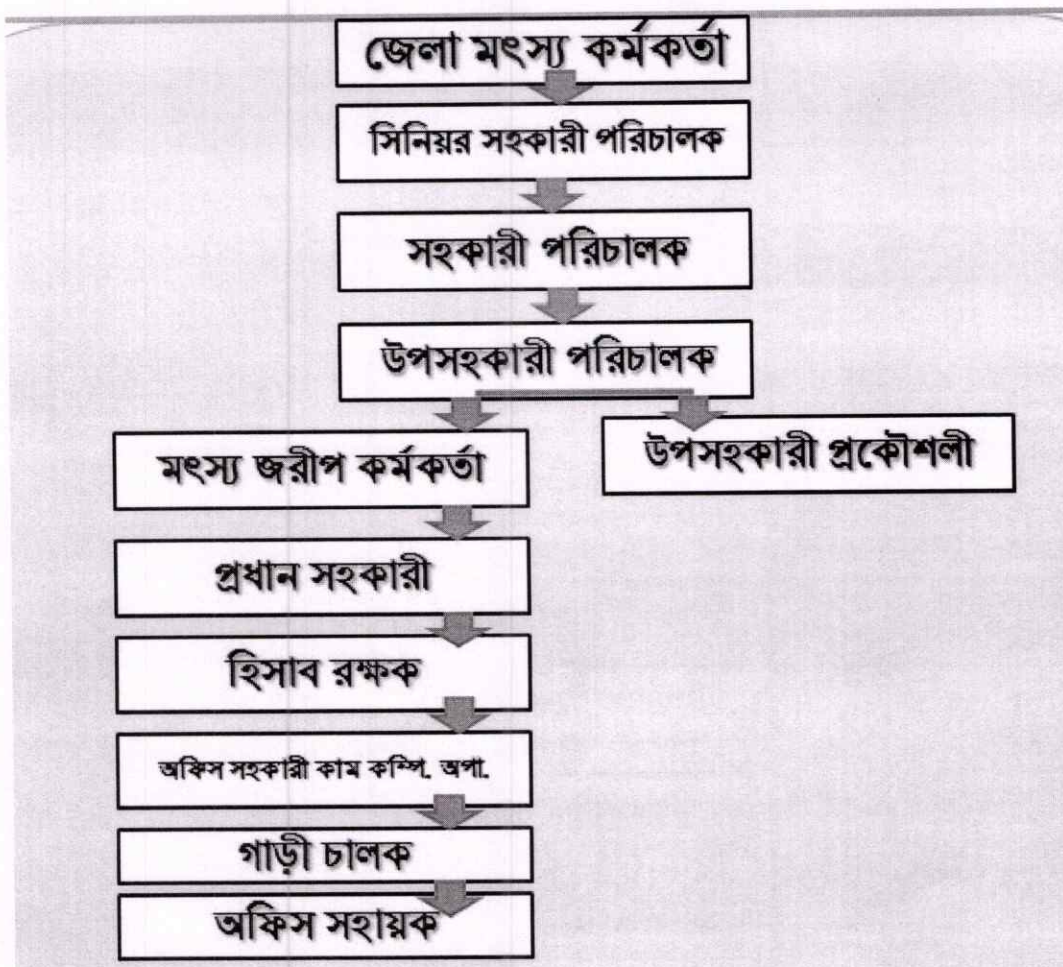 জেলা মৎস্য কর্মকর্তা
সিনিয়র সহকারী পরিচালক
সহকারী পরিচালক
উপসহকারী পরিচালক
মৎস্য জরীপ কর্মকর্তা
উপসহকারী প্রকৌশলী
প্রধান সহকারী
হিসাব রক্ষক
অফিস সহকারী কাম কম্পি. অপা.
গাড়ী চালক
অফিস সহায়ক